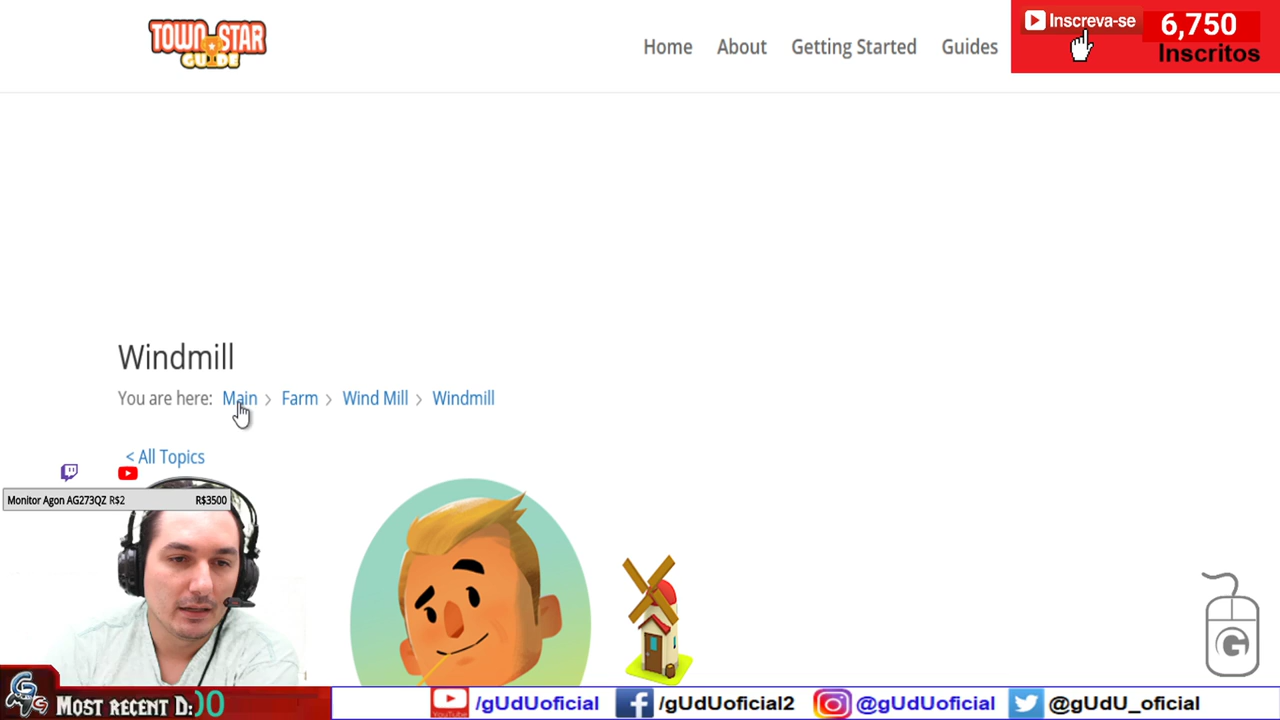 TOWN STAR
GUIDE
Home About Getting Started Guides
Inscreva-se
6,750
Inscritos
Windmill
You are here: Main > Farm > Wind Mill > Windmill
< All Topics
Monitor Agon AG273QZ R$2 R$3500
MOST RECENT D:
/gUdUoficial /gUdUoficial2 @gUdUoficial @gUdU_oficial